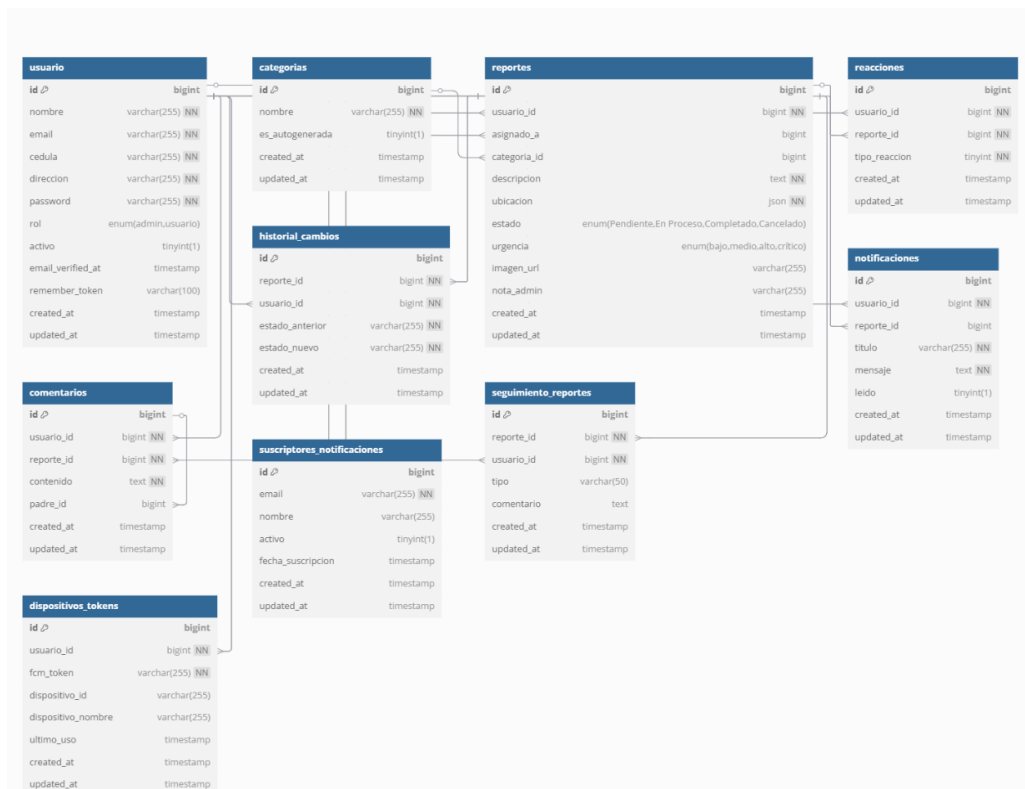 usuario
id bigint
nombre varchar(255) NN
email varchar(255) NN
cedula varchar(255) NN
direccion varchar(255) NN
password varchar(255) NN
rol enum(admin,usuario)
activo tinyint(1)
email_verified_at timestamp
remember_token varchar(100)
created_at timestamp
updated_at timestamp
categorias
id bigint
nombre varchar(255) NN
es_autogenerada tinyint(1)
created_at timestamp
updated_at timestamp
reportes
id bigint
usuario_id bigint NN
asignado_a bigint
categoria_id bigint
descripcion text NN
ubicacion json NN
estado enum(Pendiente,En Proceso,Completado,Cancelado)
urgencia enum(bajo,medio,alto,crítico)
imagen_url varchar(255)
nota_admin varchar(255)
created_at timestamp
updated_at timestamp
reacciones
id bigint
usuario_id bigint NN
reporte_id bigint NN
tipo_reaccion tinyint NN
created_at timestamp
updated_at timestamp
historial_cambios
id bigint
reporte_id bigint NN
usuario_id bigint NN
estado_anterior varchar(255) NN
estado_nuevo varchar(255) NN
created_at timestamp
updated_at timestamp
notificaciones
id bigint
usuario_id bigint NN
reporte_id bigint
titulo varchar(255) NN
mensaje text NN
leido tinyint(1)
created_at timestamp
updated_at timestamp
comentarios
id bigint
usuario_id bigint NN
reporte_id bigint NN
contenido text NN
padre_id bigint
created_at timestamp
updated_at timestamp
suscriptores_notificaciones
id bigint
email varchar(255) NN
nombre varchar(255)
activo tinyint(1)
fecha_suscripcion timestamp
created_at timestamp
updated_at timestamp
seguimiento_reportes
id bigint
reporte_id bigint NN
usuario_id bigint NN
tipo varchar(50)
comentario text
created_at timestamp
updated_at timestamp
dispositivos_tokens
id bigint
usuario_id bigint NN
fcm_token varchar(255) NN
dispositivo_id varchar(255)
dispositivo_nombre varchar(255)
ultimo_uso timestamp
created_at timestamp
updated_at timestamp